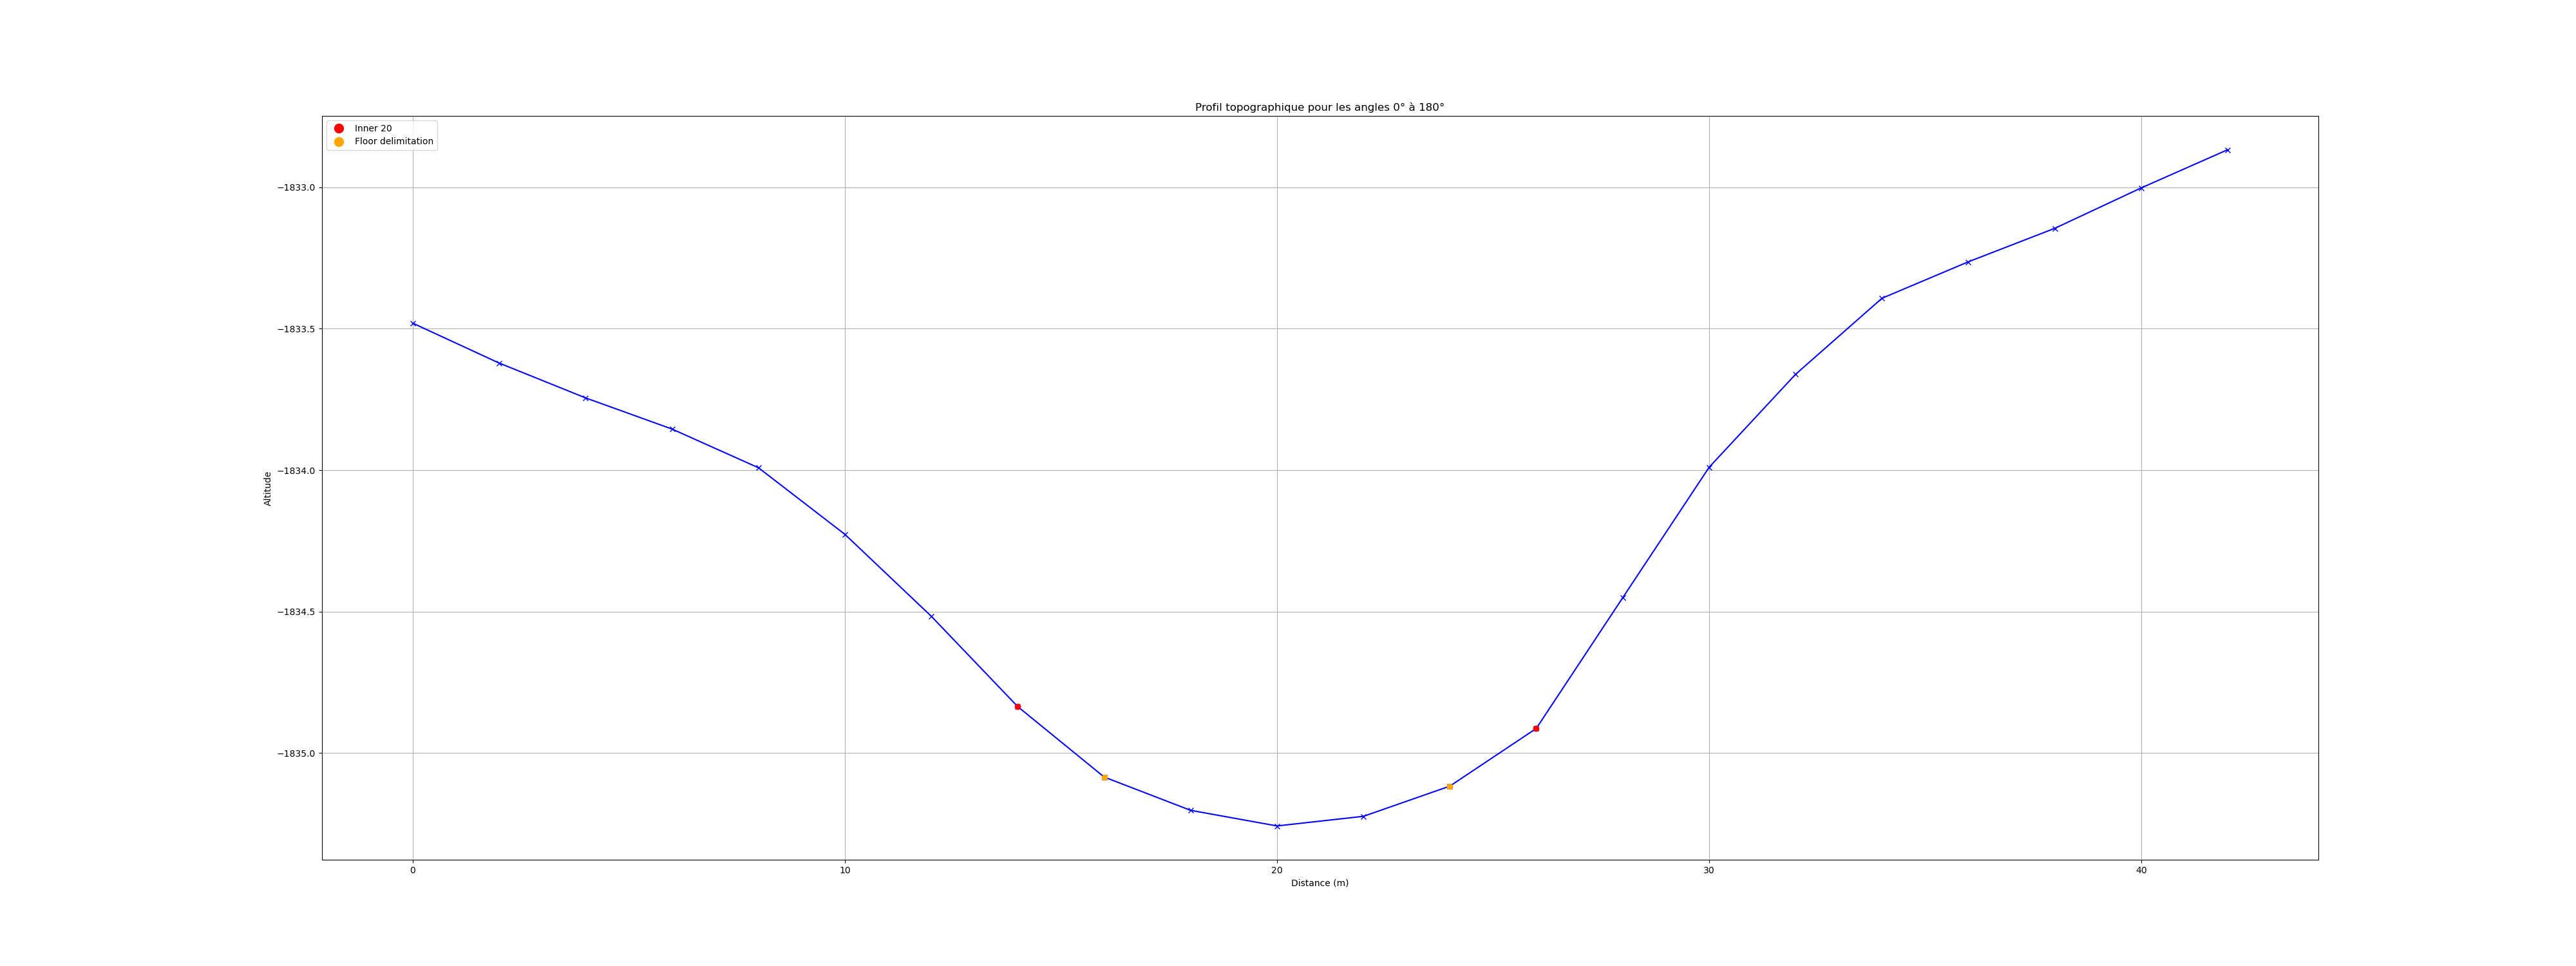 Profil topographique pour les angles 0° à 180°
Inner 20
Floor delimitation
−1833.0
−1833.5
−1834.0
−1834.5
−1835.0
Altitude
0 10 20 30 40
Distance (m)